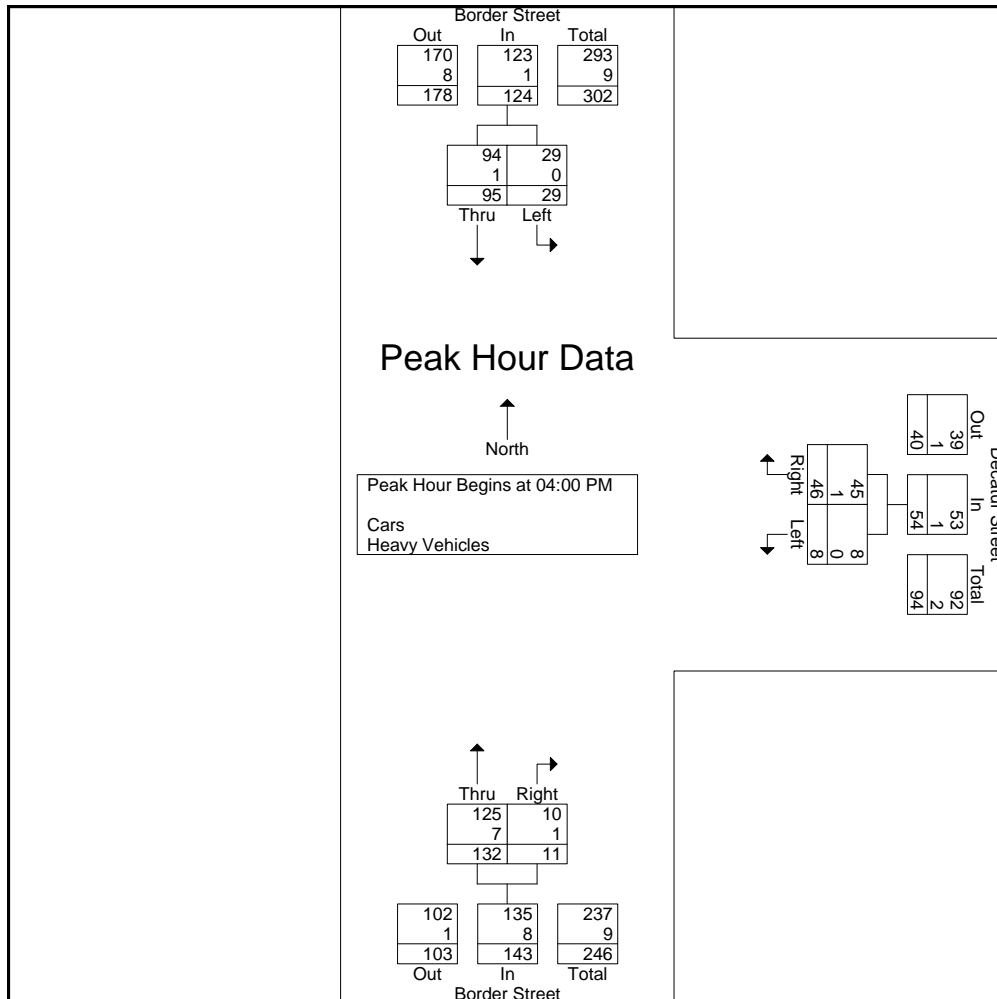 Border Street
Out In Total
170 123 293
8 1 9
178 124 302
94 29
1 0
95 29
Thru Left
Peak Hour Data
North
Peak Hour Begins at 04:00 PM
Cars
Heavy Vehicles
Decatur Street
Out In Total
39 53 92
1 1 2
40 54 94
45 8
1 0
46 8
Right Left
Thru Right
125 10
7 1
132 11
102 135 237
1 8 9
103 143 246
Out In Total
Border Street